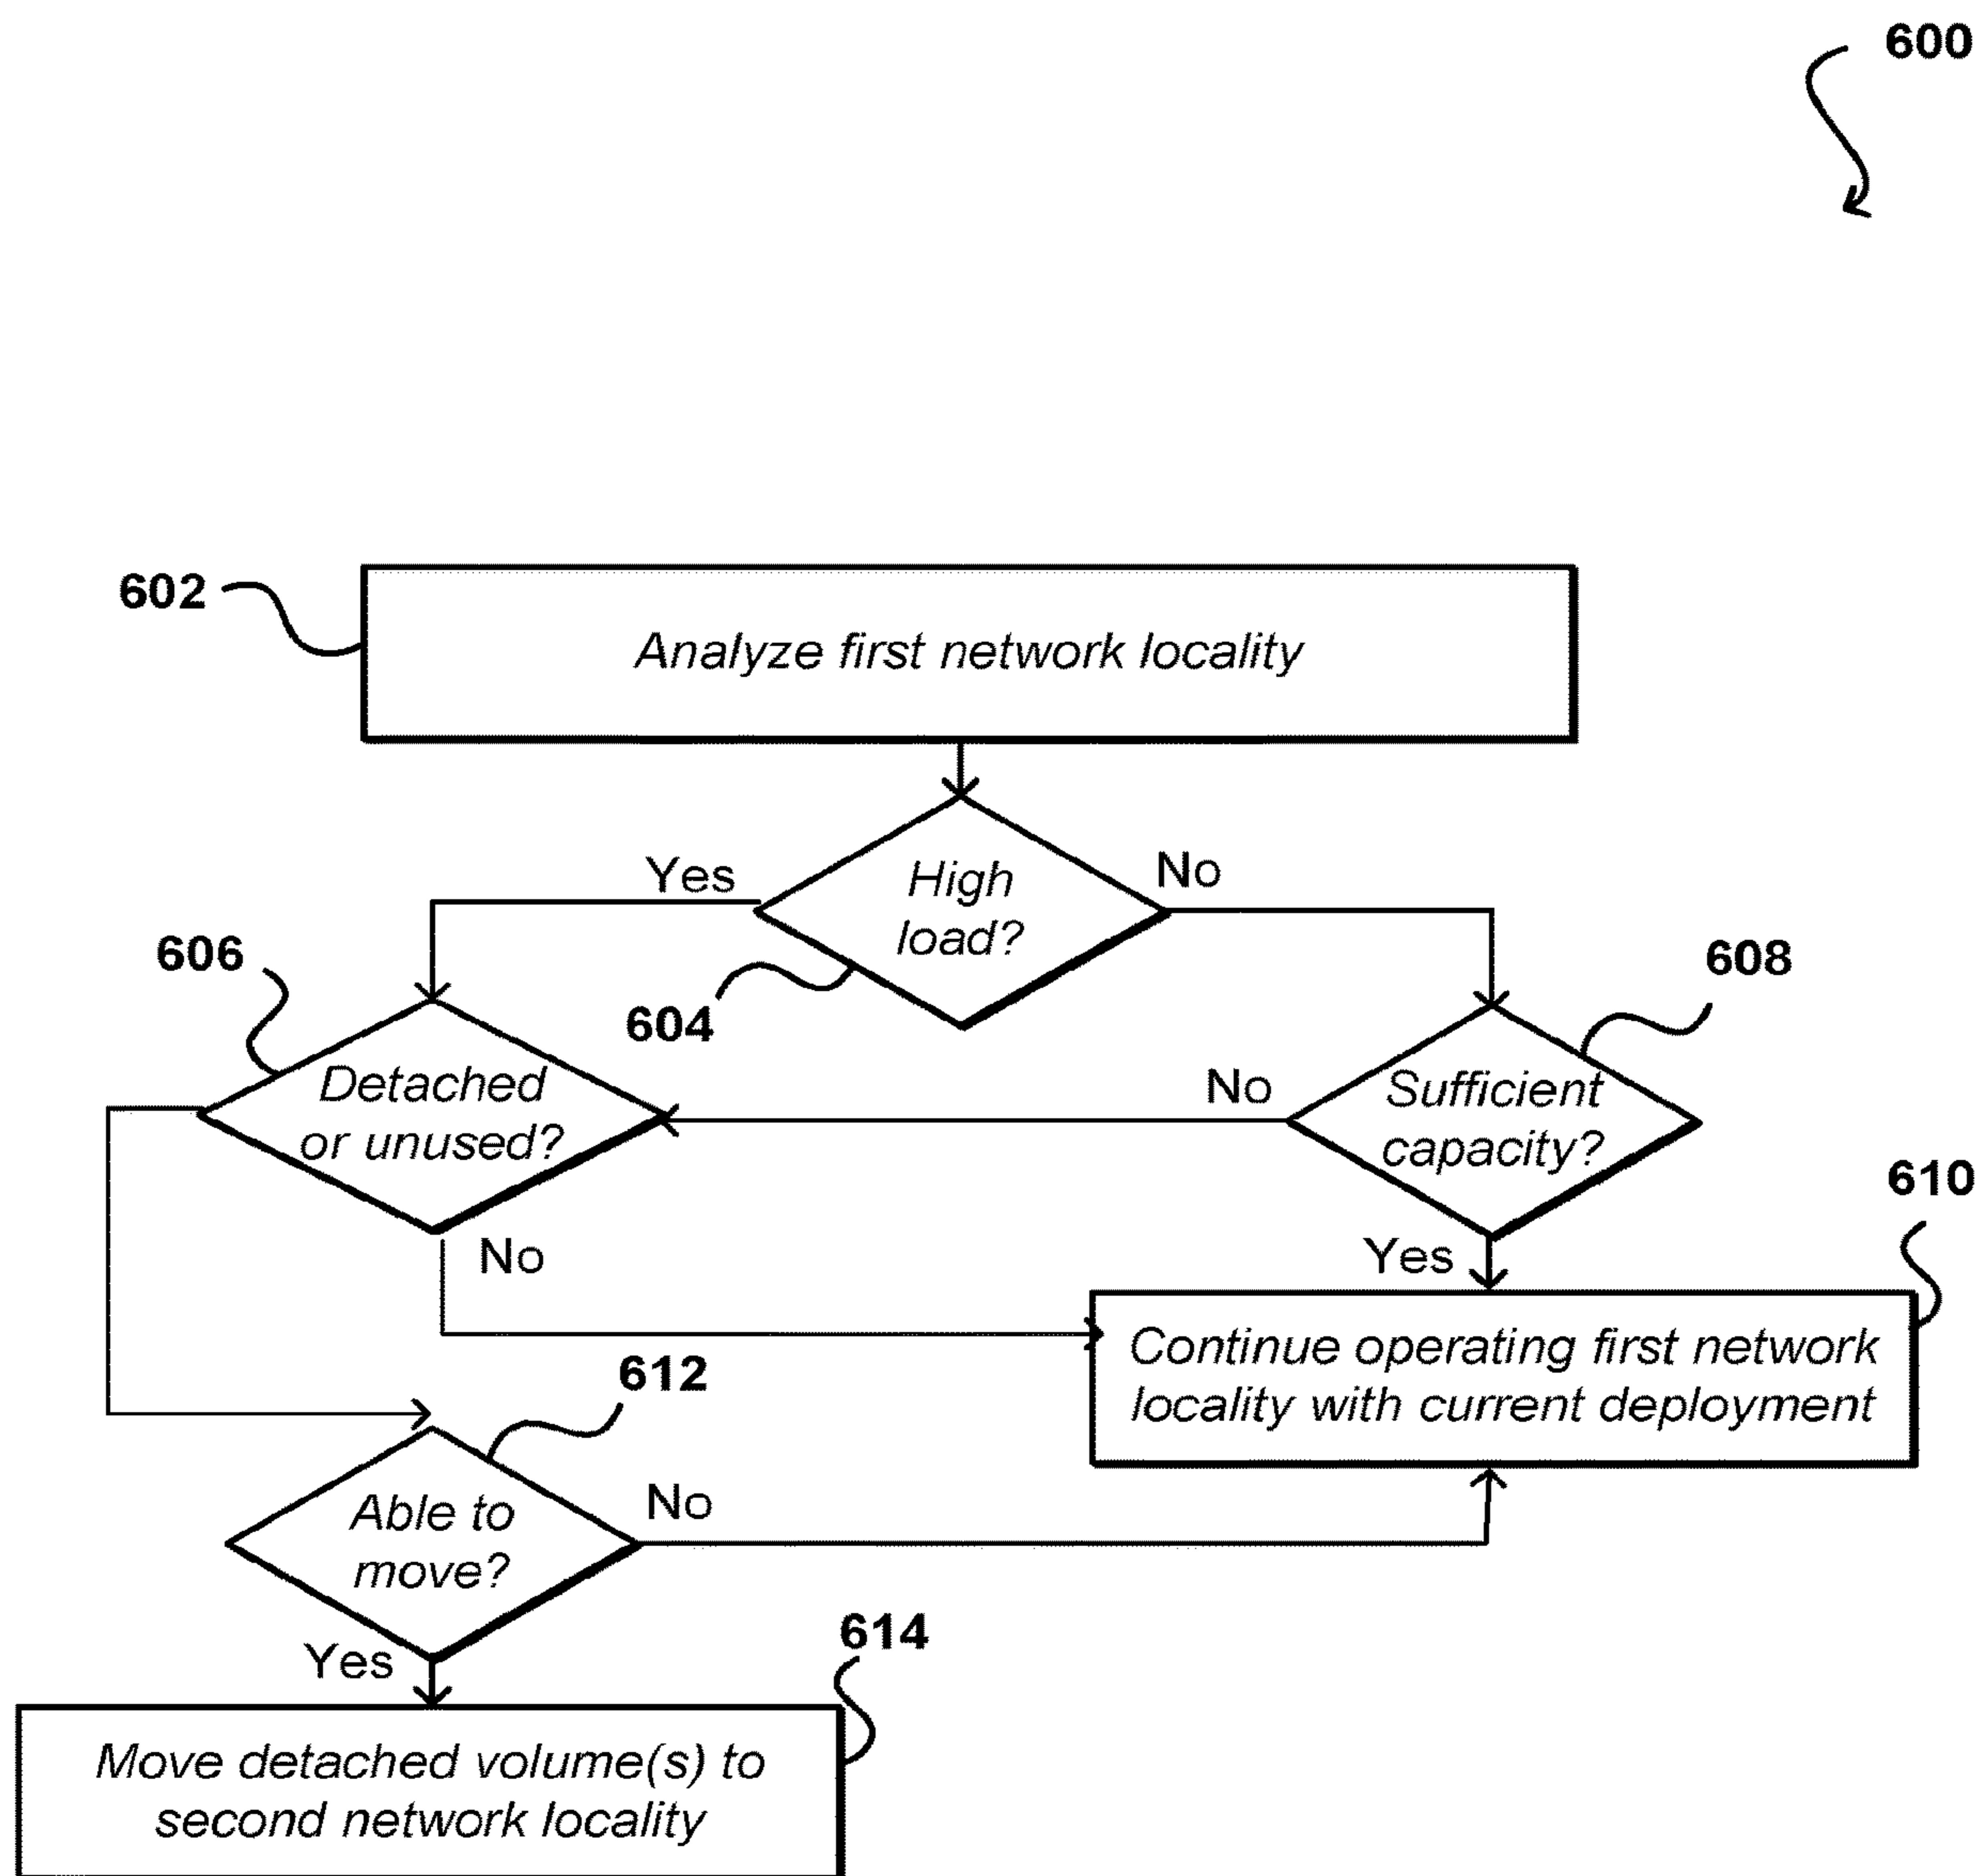 600
602
Analyze first network locality
Yes
High
load?
No
604
606
Detached
or unused?
No
608
Sufficient
capacity?
No
Yes
610
Continue operating first network
locality with current deployment
612
Able to
move?
No
Yes
614
Move detached volume(s) to
second network locality